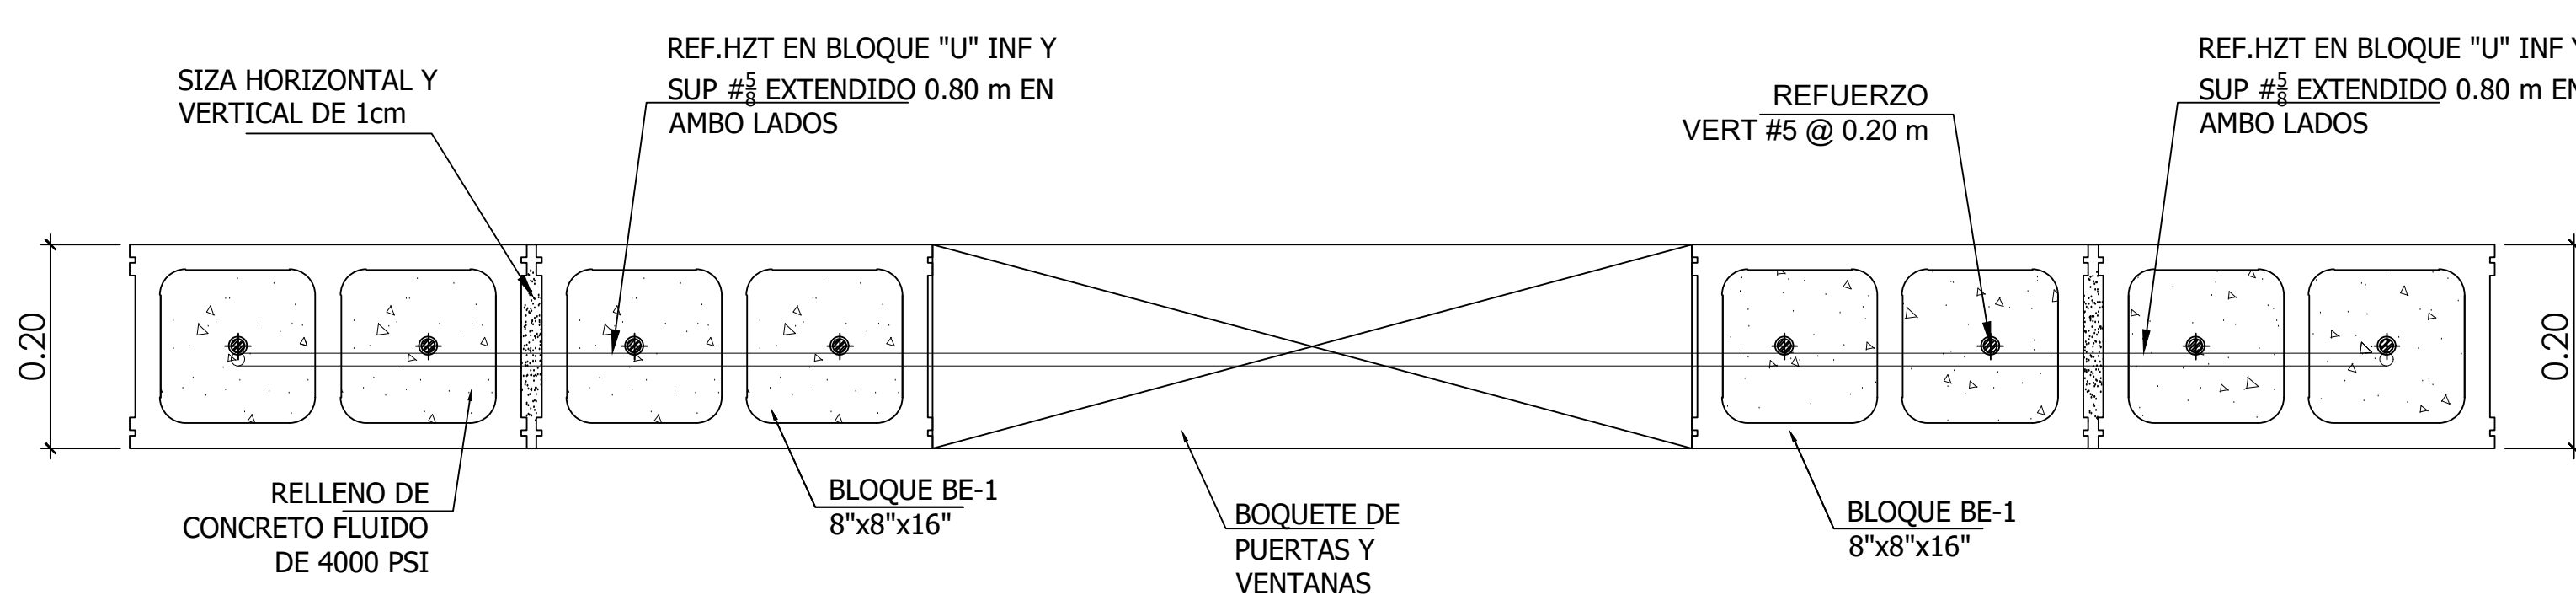 SIZA HORIZONTAL Y
VERTICAL DE 1cm
REF.HZT EN BLOQUE "U" INF Y
SUP #5/8 EXTENDIDO 0.80 m EN
AMBO LADOS
REFUERZO
VERT #5 @ 0.20 m
REF.HZT EN BLOQUE "U" INF Y
SUP #5/8 EXTENDIDO 0.80 m EN
AMBO LADOS
0.20
0.20
RELLENO DE
CONCRETO FLUIDO
DE 4000 PSI
BLOQUE BE-1
8"x8"x16"
BOQUETE DE
PUERTAS Y
VENTANAS
BLOQUE BE-1
8"x8"x16"